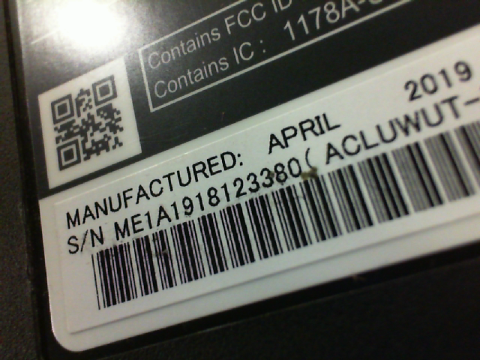 Contains FCC ID
Contains IC : 1178A-
MANUFACTURED: APRIL 2019
S/N ME1A1918123380( ACLUWUT-